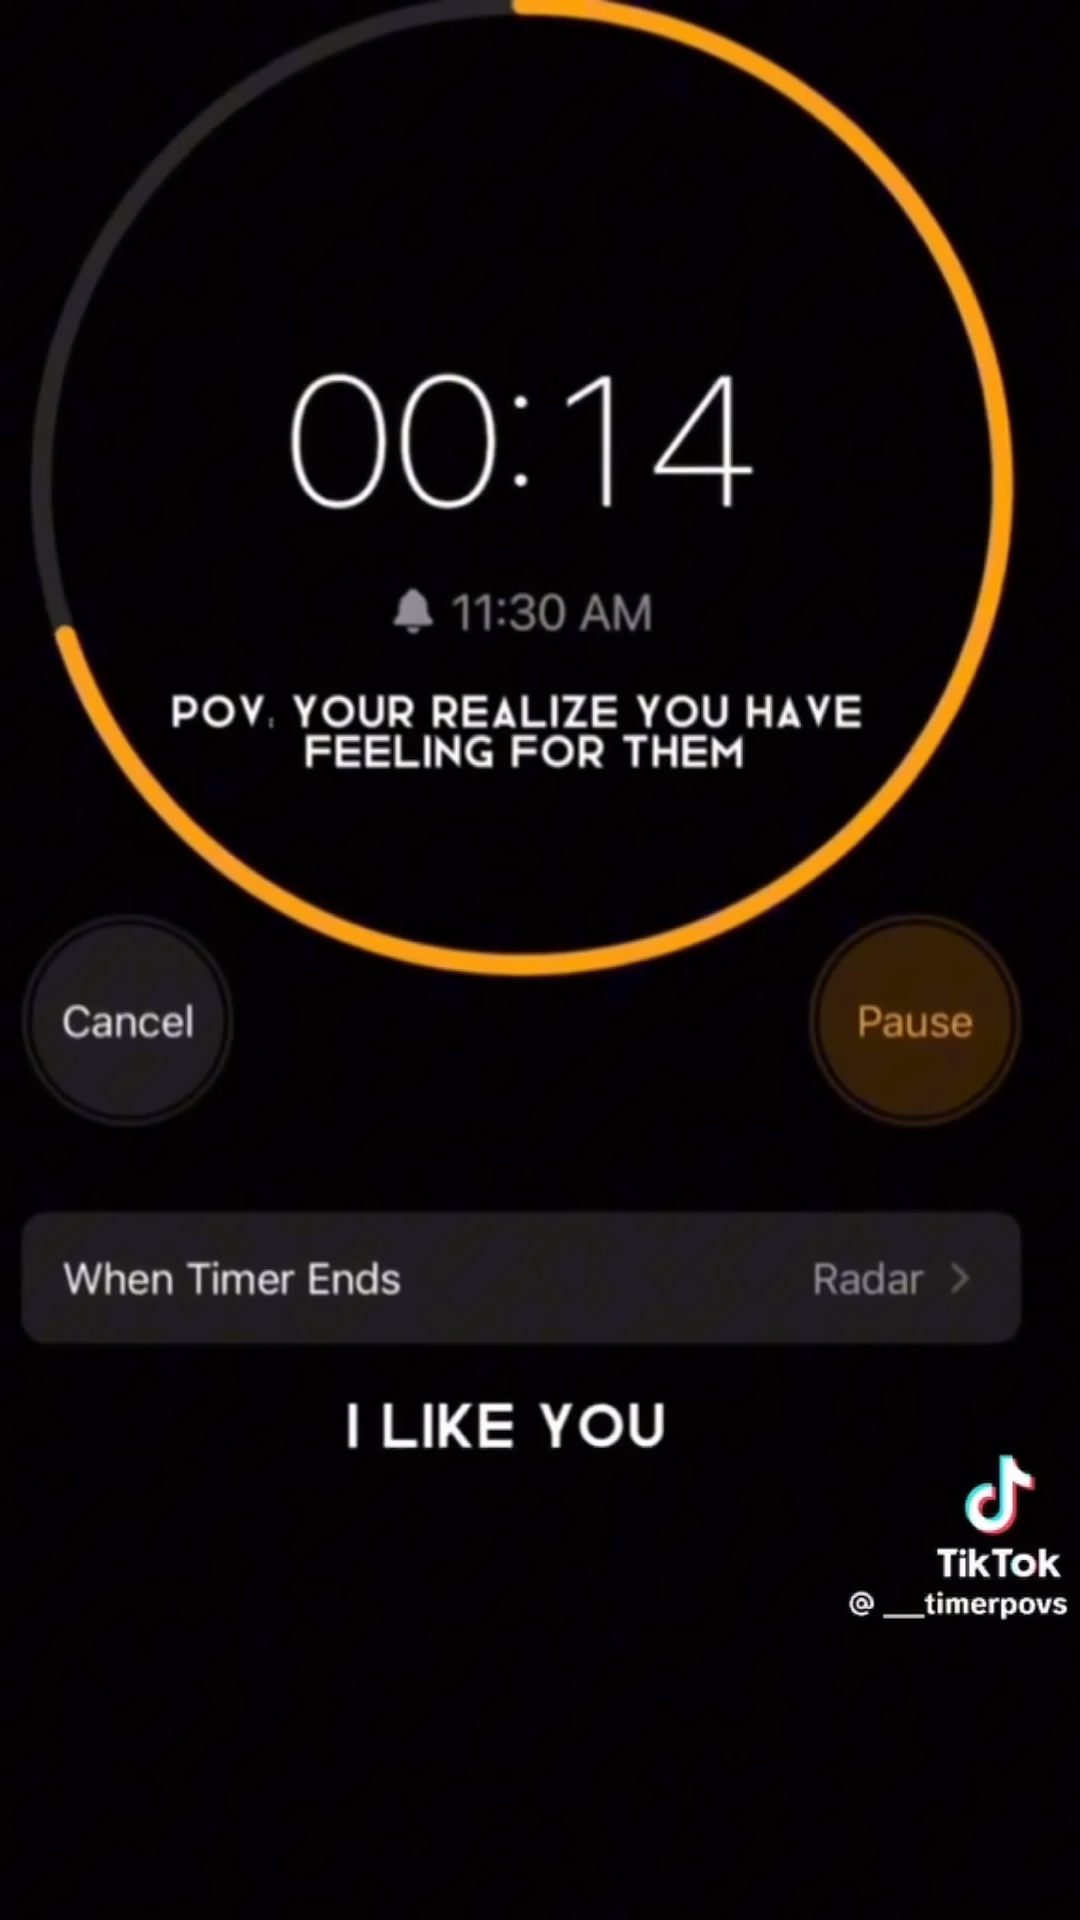 00:14
11:30 AM
POV: YOUR REALIZE YOU HAVE
FEELING FOR THEM
Cancel
Pause
When Timer Ends
Radar
I LIKE YOU
TikTok
@ ___timerpovs